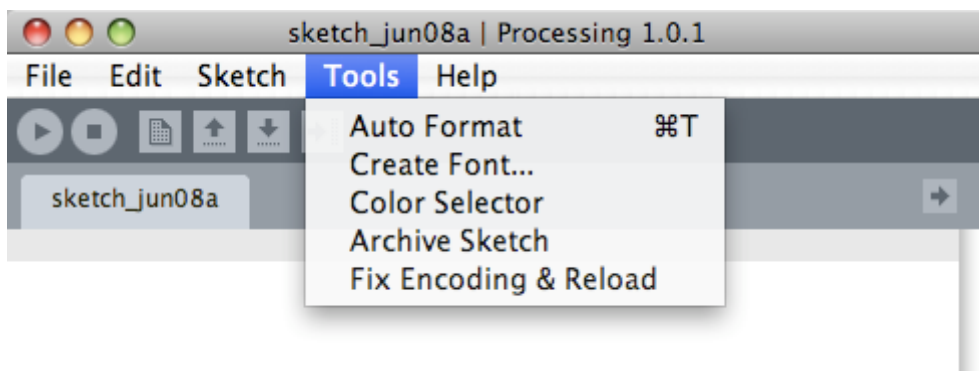 sketch_jun08a | Processing 1.0.1
File Edit Sketch Tools Help
Auto Format ⌘T
Create Font...
sketch_jun08a
Color Selector
Archive Sketch
Fix Encoding & Reload